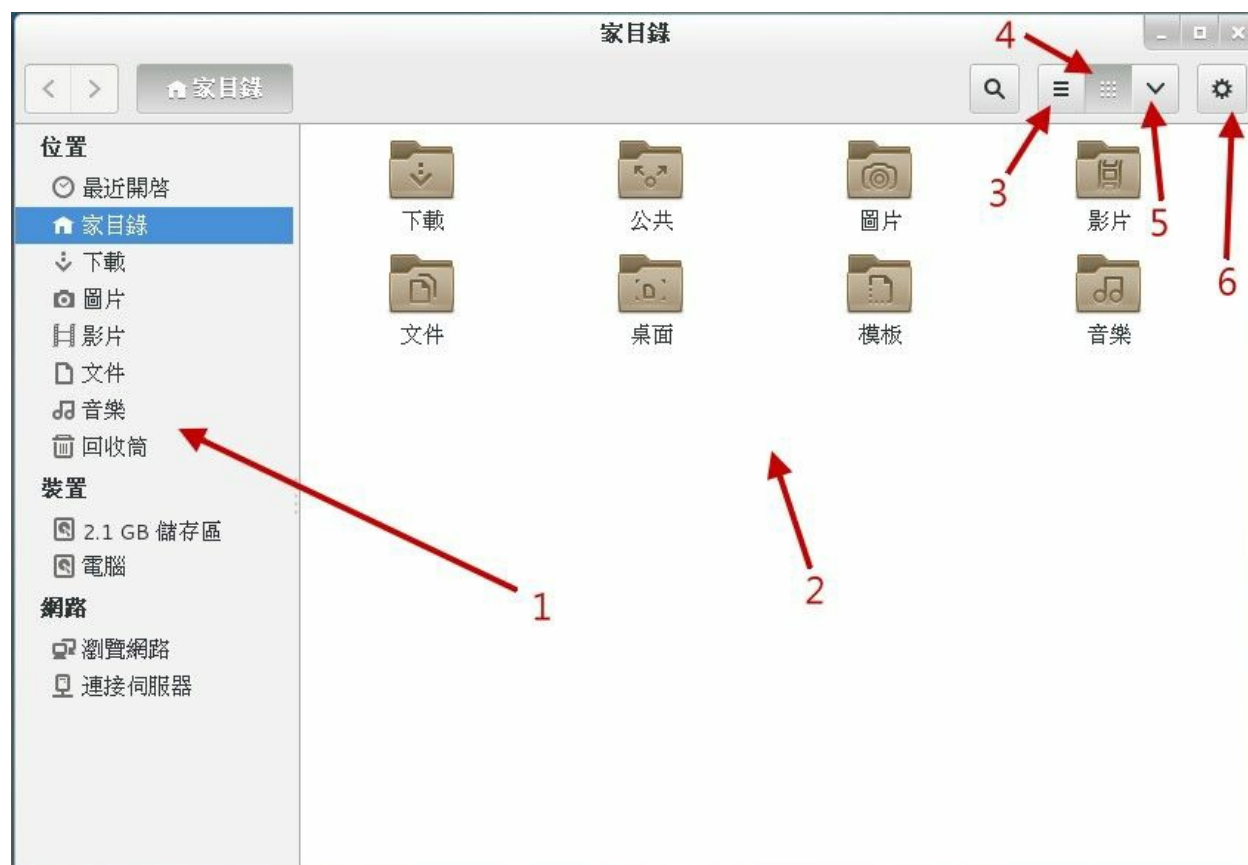 家目錄
4
家目錄
位置
最近開啓
家目錄
下載
圖片
影片
文件
音樂
回收筒
裝置
2.1 GB 儲存區
電腦
網路
瀏覽網路
連接伺服器
下載
公共
圖片
影片
文件
桌面
模板
音樂
3
5
6
1
2